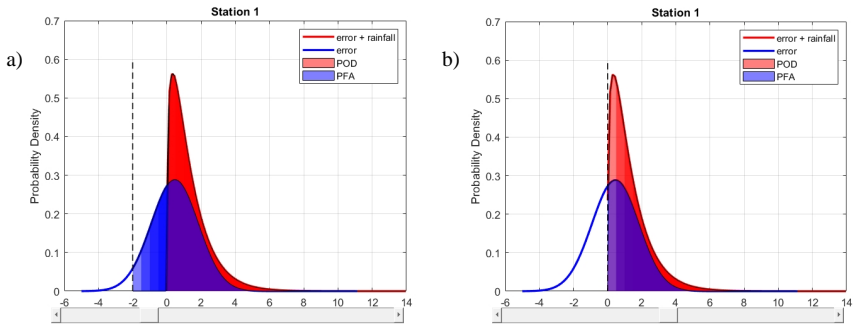 a)
Station 1
Probability Density
0.7
0.6
0.5
0.4
0.3
0.2
0.1
0
-6 -4 -2 0 2 4 6 8 10 12 14
error + rainfall
error
POD
PFA
b)
Station 1
Probability Density
0.7
0.6
0.5
0.4
0.3
0.2
0.1
0
-6 -4 -2 0 2 4 6 8 10 12 14
error + rainfall
error
POD
PFA